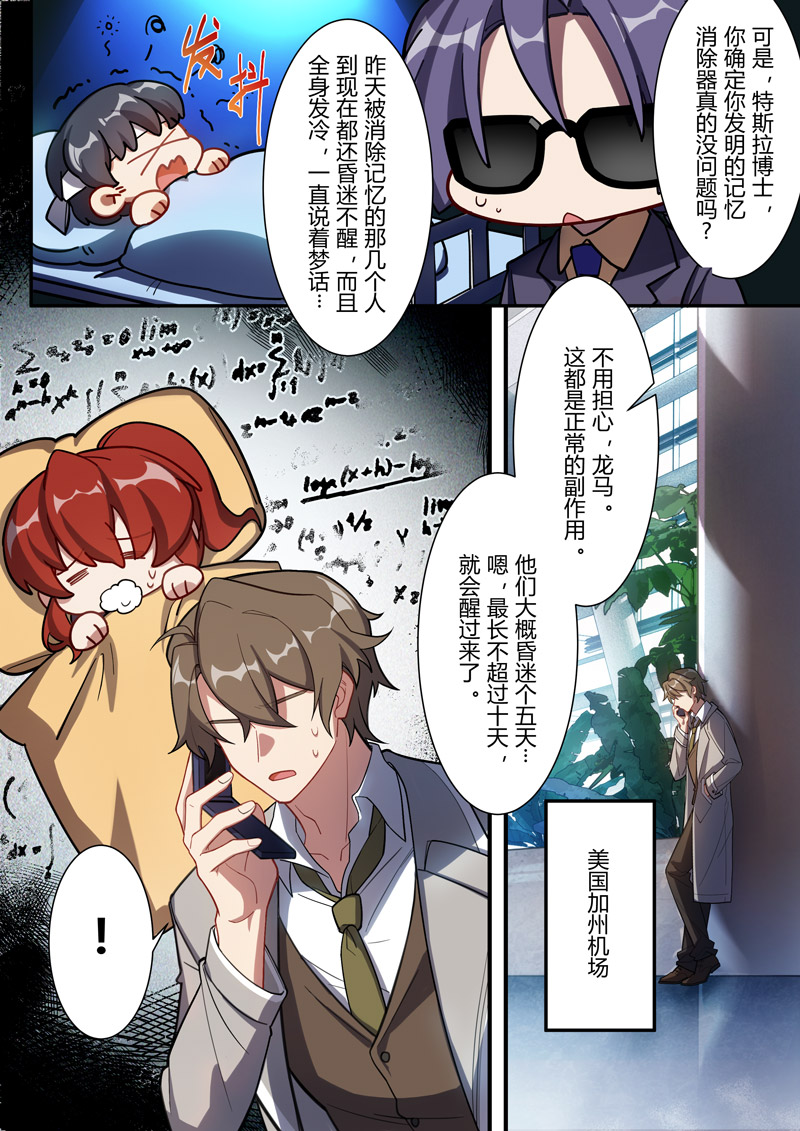 可是，特斯拉博士，
你确定你发明的记忆
消除器真的没问题吗？
发抖
昨天被消除记忆的那几个人
到现在都还昏迷不醒，而且
全身发冷，一直说着梦话…
不用担心，龙马。
这都是正常的副作用。
他们大概昏迷个五天…
嗯，最长不超过十天，
就会醒过来了。
美国加州机场
！